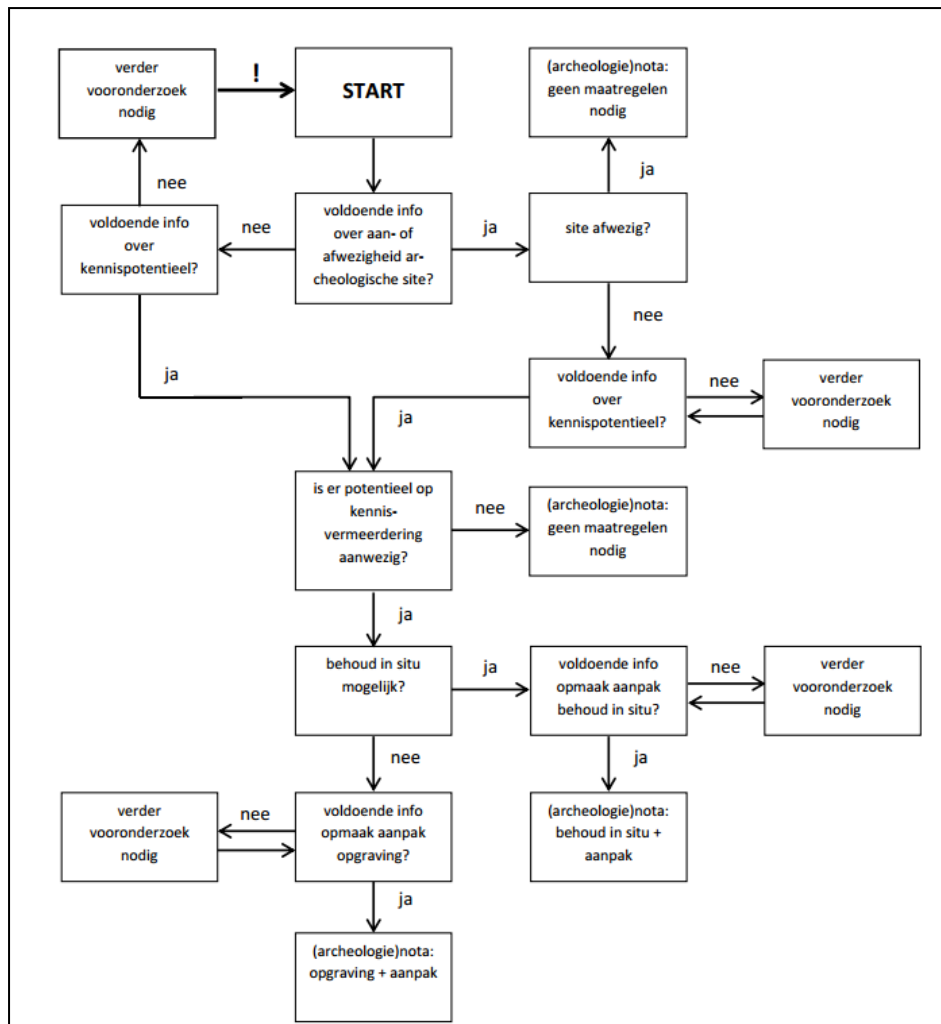 verder
vooronderzoek
nodig
!
START
(archeologie)nota:
geen maatregelen
nodig
nee
ja
voldoende info
over
kennispotentieel?
nee
voldoende info
over aan- of
afwezigheid ar-
cheologische site?
ja
site afwezig?
nee
ja
voldoende info
over
kennispotentieel?
nee
verder
vooronderzoek
nodig
ja
is er potentieel op
kennis-
vermeerdering
aanwezig?
nee
(archeologie)nota:
geen maatregelen
nodig
ja
behoud in situ
mogelijk?
ja
voldoende info
opmaak aanpak
behoud in situ?
nee
verder
vooronderzoek
nodig
nee
ja
verder
vooronderzoek
nodig
nee
voldoende info
opmaak aanpak
opgraving?
(archeologie)nota:
behoud in situ +
aanpak
ja
(archeologie)nota:
opgraving + aanpak